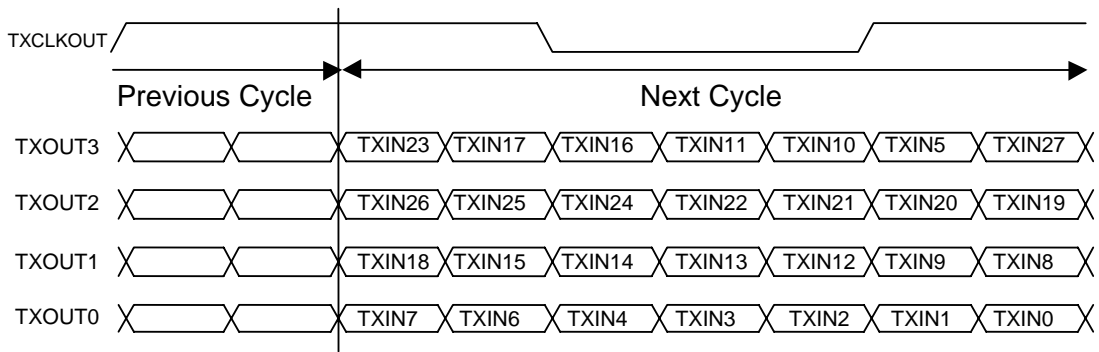 TXCLKOUT
Previous Cycle Next Cycle
TXOUT3 TXIN23 TXIN17 TXIN16 TXIN11 TXIN10 TXIN5 TXIN27
TXOUT2 TXIN26 TXIN25 TXIN24 TXIN22 TXIN21 TXIN20 TXIN19
TXOUT1 TXIN18 TXIN15 TXIN14 TXIN13 TXIN12 TXIN9 TXIN8
TXOUT0 TXIN7 TXIN6 TXIN4 TXIN3 TXIN2 TXIN1 TXIN0